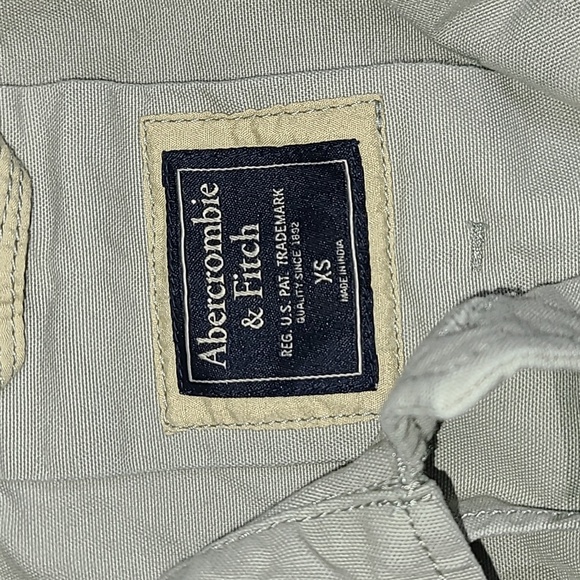 Abercrombie
& Fitch
REG. U.S. PAT. TRADEMARK
QUALITY SINCE 1892
XS
MADE IN INDIA